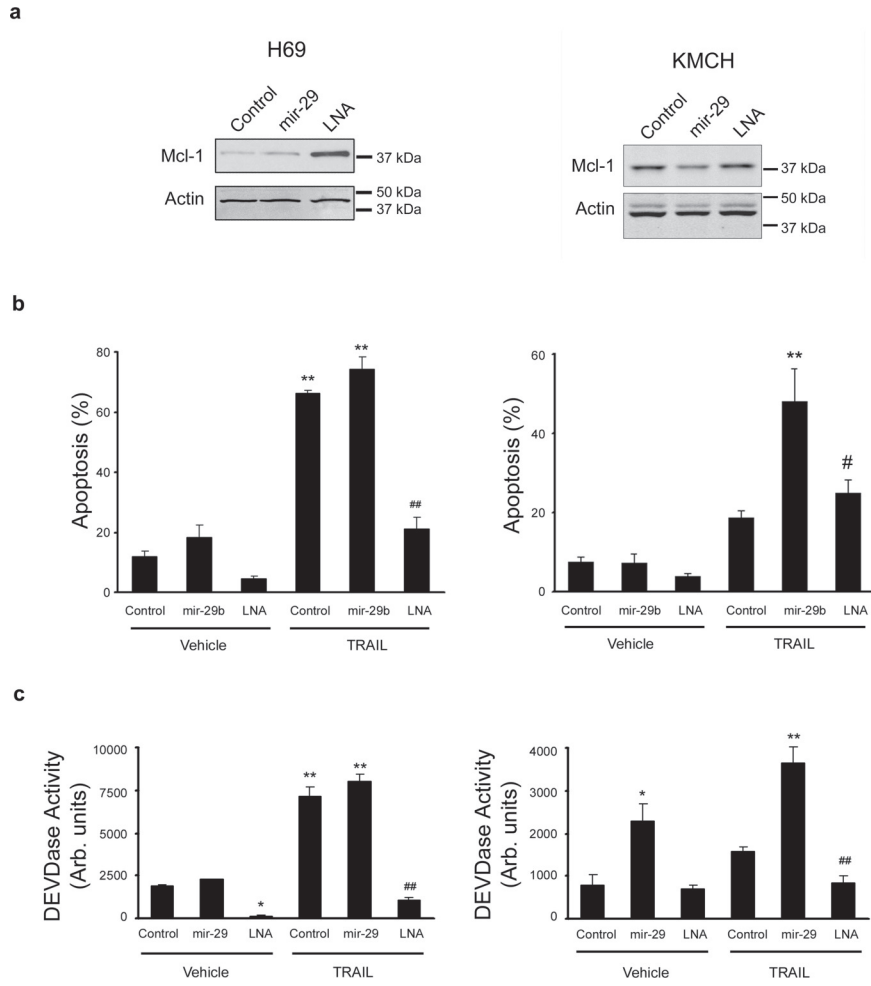 a
H69
Control mir-29 LNA
Mcl-1
37 kDa
Actin
50 kDa
37 kDa
KMCH
Control mir-29 LNA
Mcl-1
37 kDa
Actin
50 kDa
37 kDa
b
Apoptosis (%)
80
60
40
20
0
** ** ##
Control mir-29b LNA Control mir-29b LNA
Vehicle TRAIL
Apoptosis (%)
60
40
20
0
** #
Control mir-29b LNA Control mir-29b LNA
Vehicle TRAIL
c
DEVDase Activity
(Arb. units)
10000
7500
5000
2500
0
* ** ** ##
Control mir-29 LNA Control mir-29 LNA
Vehicle TRAIL
DEVDase Activity
(Arb. units)
4000
3000
2000
1000
0
* ** ##
Control mir-29 LNA Control mir-29 LNA
Vehicle TRAIL